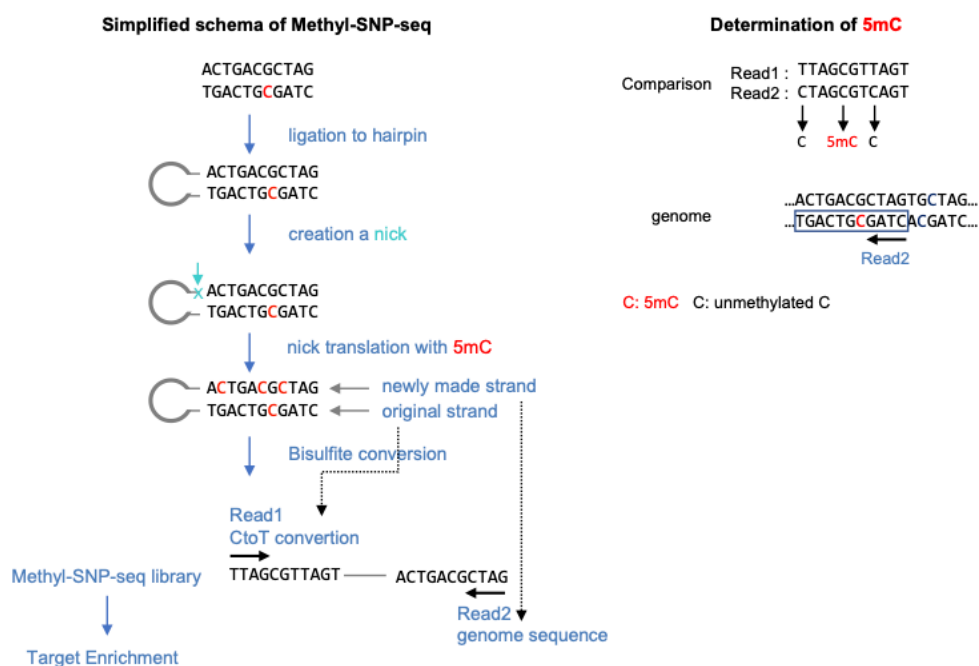 Simplified schema of Methyl-SNP-seq
ACTGACGCTAG
TGACTGCGATC
ligation to hairpin
ACTGACGCTAG
TGACTGCGATC
creation a nick
X ACTGACGCTAG
TGACTGCGATC
nick translation with 5mC
ACTGACGCTAG newly made strand
TGACTGCGATC original strand
Bisulfite conversion
Read1
CtoT convertion
TTAGCGTTAGT ACTGACGCTAG
Read2
genome sequence
Methyl-SNP-seq library
Target Enrichment
Determination of 5mC
Comparison
Read1 : TTAGCGTTAGT
Read2 : CTAGCGTCAGT
C 5mC C
genome
…ACTGACGCTAGTGCTAG…
…TGACTGCGATCACGATC…
Read2
C: 5mC C: unmethylated C